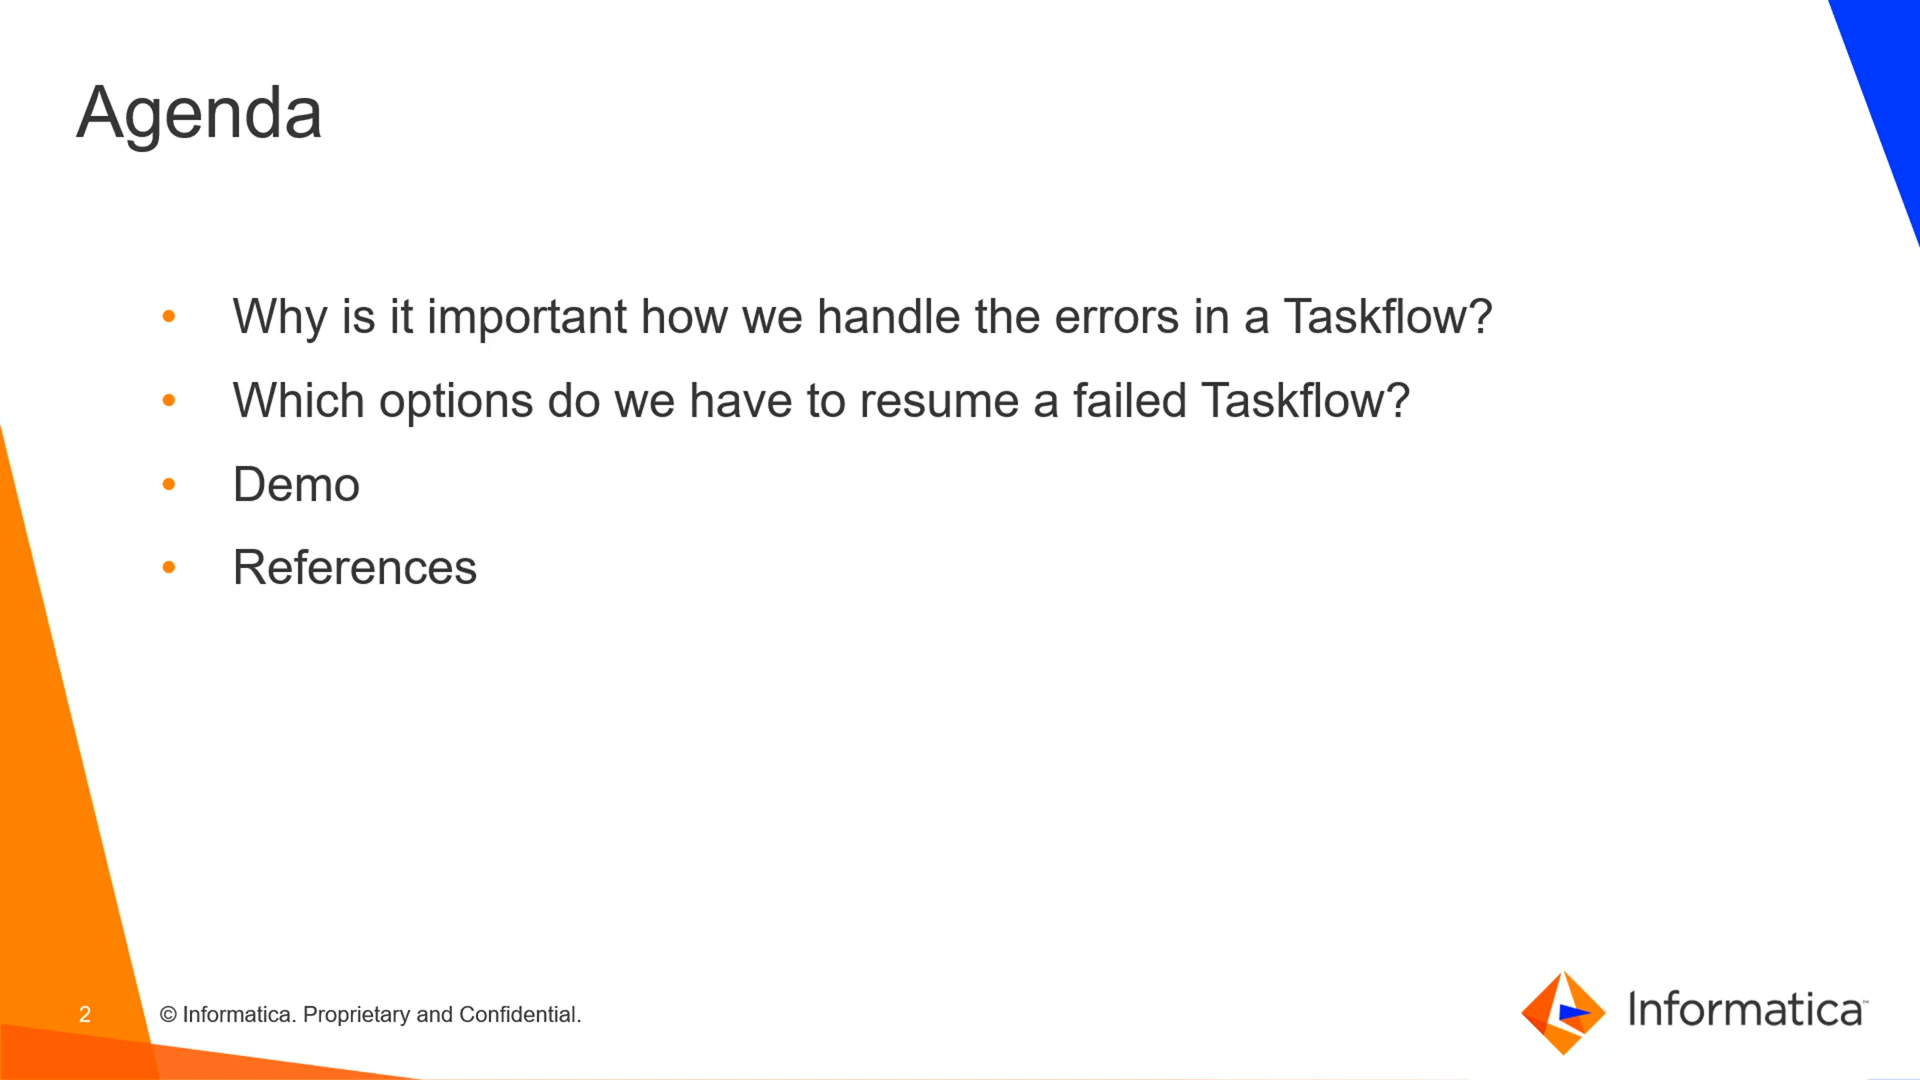 Agenda
• Why is it important how we handle the errors in a Taskflow?
• Which options do we have to resume a failed Taskflow?
• Demo
• References
2 © Informatica. Proprietary and Confidential.
Informatica™